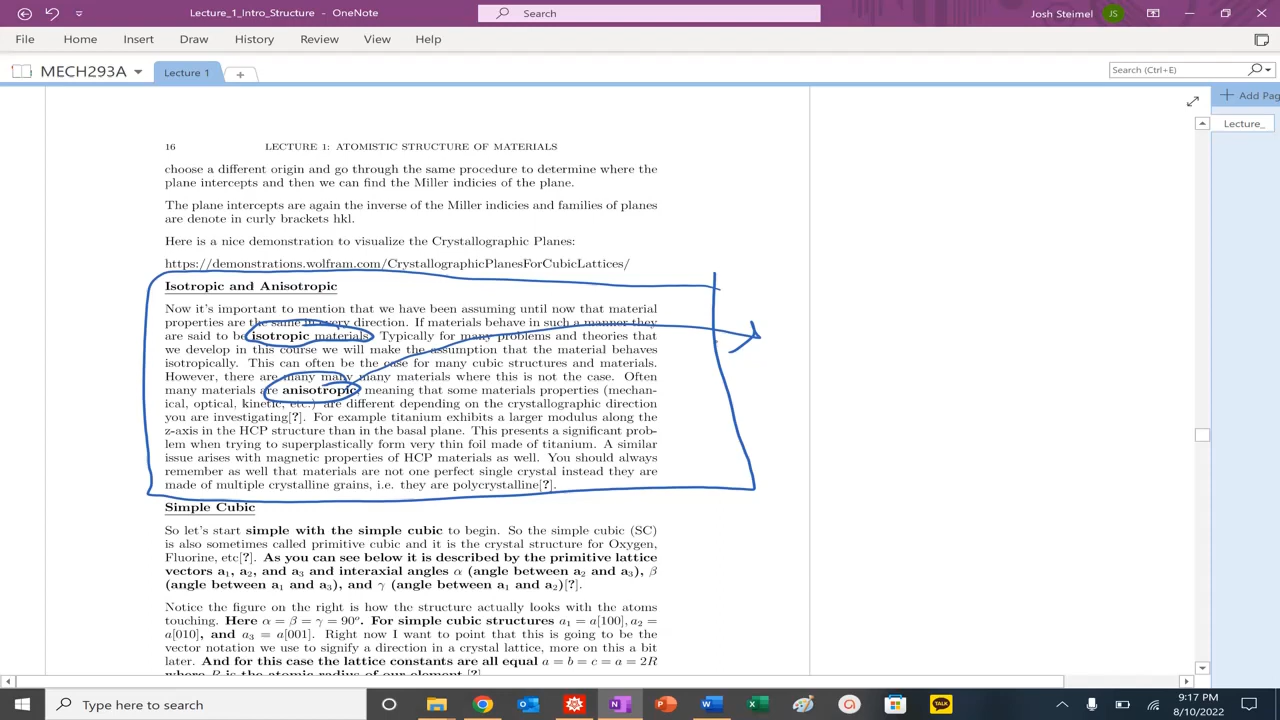 Lecture_1_Intro_Structure - OneNote
Search
Josh Steimel
JS
File Home Insert Draw History Review View Help
MECH293A
Lecture 1
Search (Ctrl+E)
Add Pag
Lecture_
16 LECTURE 1: ATOMISTIC STRUCTURE OF MATERIALS
choose a different origin and go through the same procedure to determine where the
plane intercepts and then we can find the Miller indicies of the plane.
The plane intercepts are again the inverse of the Miller indicies and families of planes
are denote in curly brackets hkl.
Here is a nice demonstration to visualize the Crystallographic Planes:
https://demonstrations.wolfram.com/CrystallographicPlanesForCubicLattices/
Isotropic and Anisotropic
Now it's important to mention that we have been assuming until now that material
properties are the same in every direction. If materials behave in such a manner they
are said to be isotropic materials. Typically for many problems and theories that
we develop in this course we will make the assumption that the material behaves
isotropically. This can often be the case for many cubic structures and materials.
However, there are many many many materials where this is not the case. Often
many materials are anisotropic, meaning that some materials properties (mechan-
ical, optical, kinetic, etc.) are different depending on the crystallographic direction
you are investigating[?]. For example titanium exhibits a larger modulus along the
z-axis in the HCP structure than in the basal plane. This presents a significant prob-
lem when trying to superplastically form very thin foil made of titanium. A similar
issue arises with magnetic properties of HCP materials as well. You should always
remember as well that materials are not one perfect single crystal instead they are
made of multiple crystalline grains, i.e. they are polycrystalline[?].
Simple Cubic
So let's start simple with the simple cubic to begin. So the simple cubic (SC)
is also sometimes called primitive cubic and it is the crystal structure for Oxygen,
Fluorine, etc[?]. As you can see below it is described by the primitive lattice
vectors a₁, a₂, and a₃ and interaxial angles α (angle between a₂ and a₃), β
(angle between a₁ and a₃), and γ (angle between a₁ and a₂)[?].
Notice the figure on the right is how the structure actually looks with the atoms
touching. Here α = β = γ = 90°. For simple cubic structures a₁ = a[100], a₂ =
a[010], and a₃ = a[001]. Right now I want to point that this is going to be the
vector notation we use to signify a direction in a crystal lattice, more on this a bit
later. And for this case the lattice constants are all equal a = b = c = a = 2R
where R is the atomic radius of our element.[?]
Type here to search
TALK
9:17 PM
8/10/2022